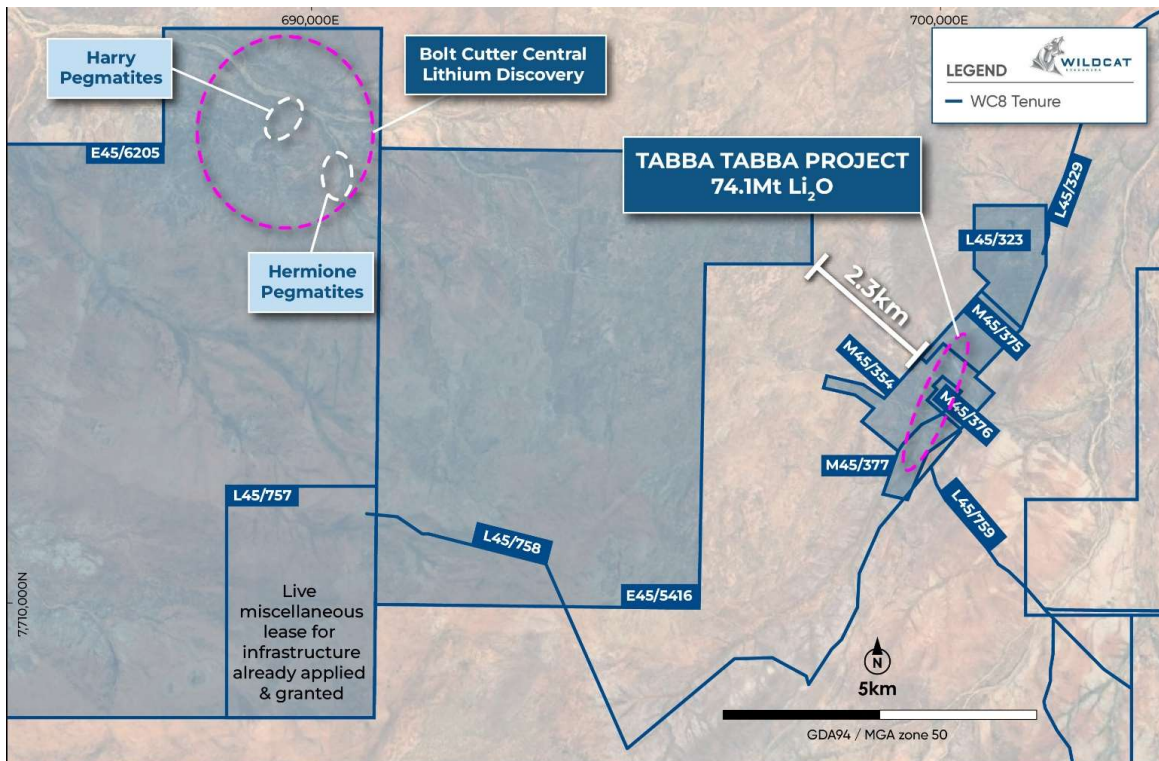 690,000E
700,000E
Harry
Pegmatites
Bolt Cutter Central
Lithium Discovery
LEGEND
WILDCAT
RESOURCES
WC8 Tenure
E45/6205
TABBA TABBA PROJECT
74.1Mt Li₂O
L45/329
L45/323
Hermione
Pegmatites
2.3km
M45/375
M45/354
M45/376
M45/377
L45/757
L45/759
L45/758
7,710,000N
Live
miscellaneous
lease for
infrastructure
already applied
& granted
E45/5416
N
5km
GDA94 / MGA zone 50